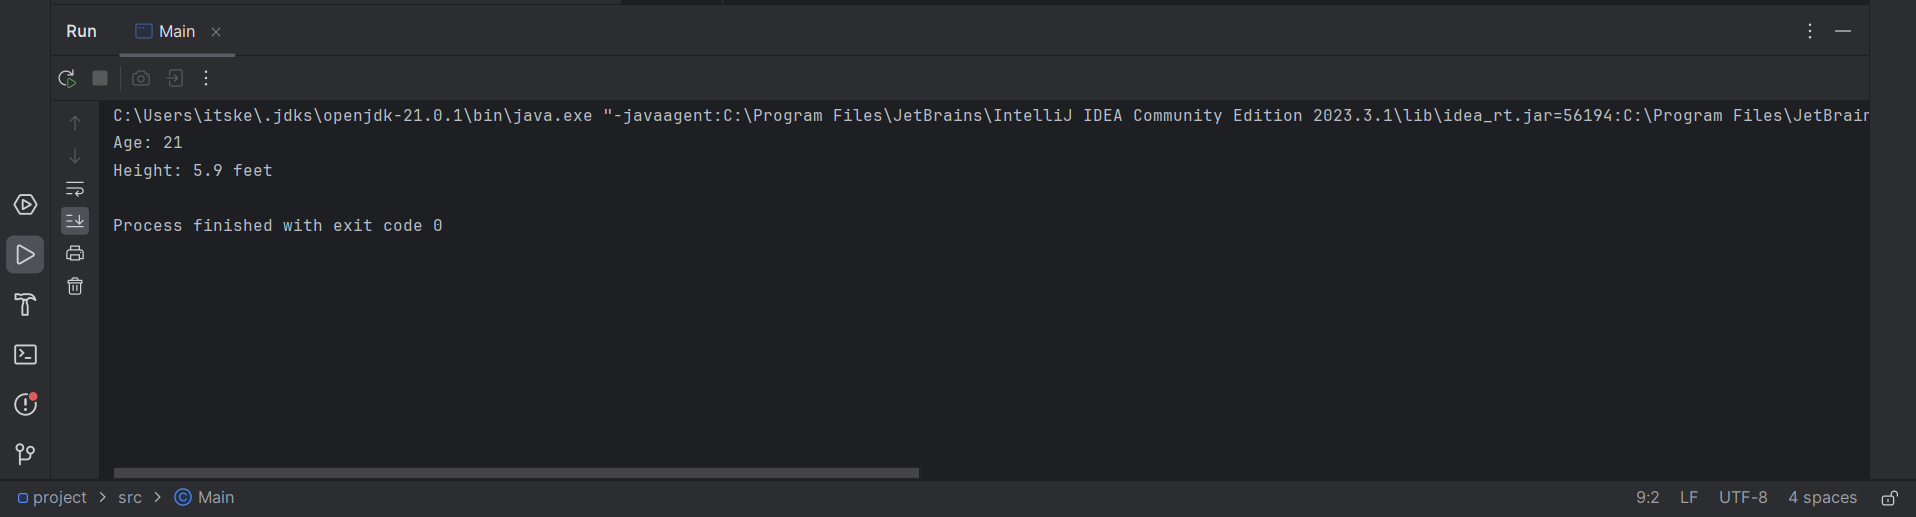 Run Main
C:\Users\itske\.jdks\openjdk-21.0.1\bin\java.exe "-javaagent:C:\Program Files\JetBrains\IntelliJ IDEA Community Edition 2023.3.1\lib\idea_rt.jar=56194:C:\Program Files\JetBrain
Age: 21
Height: 5.9 feet
Process finished with exit code 0
project > src > Main 9:2 LF UTF-8 4 spaces